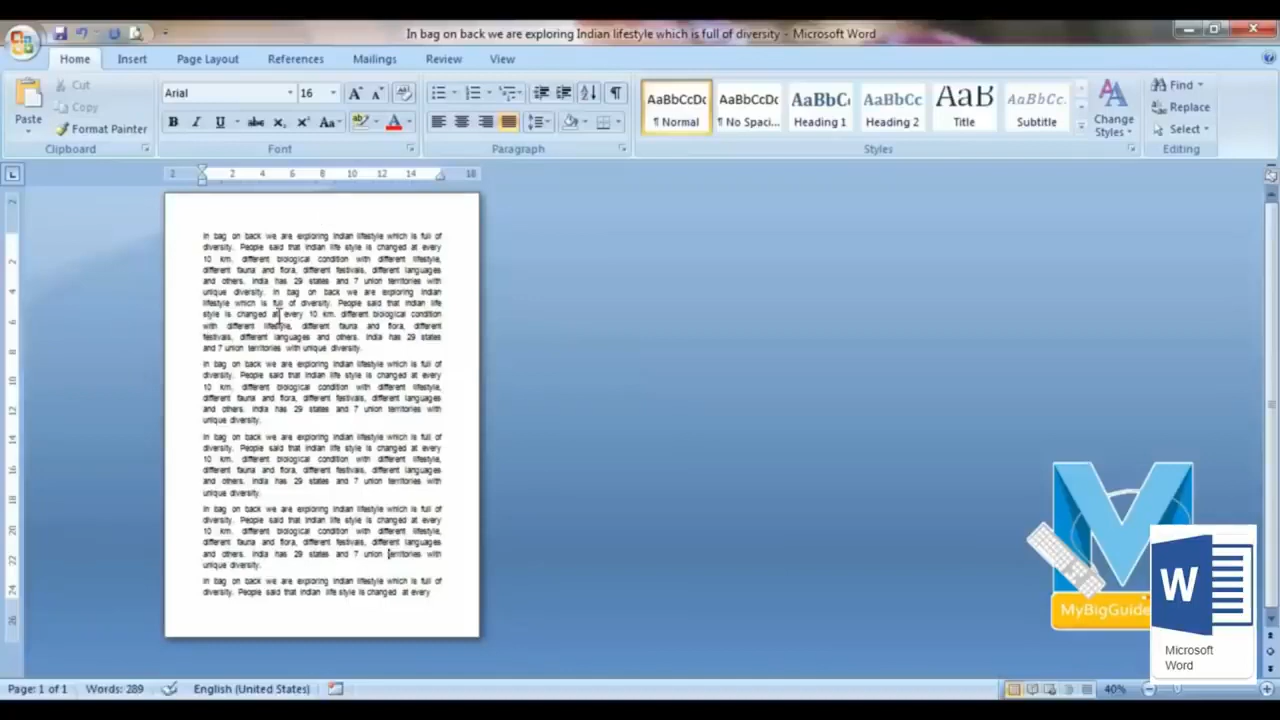 In bag on back we are exploring Indian lifestyle which is full of diversity - Microsoft Word
Home Insert Page Layout References Mailings Review View
Paste
Cut
Copy
Format Painter
Clipboard
Arial 16
Font
Paragraph
AaBbCcDc AaBbCcDc AaBbC AaBbCc AaB AaBbCc.
¶ Normal ¶ No Spaci... Heading 1 Heading 2 Title Subtitle
Change Styles
Styles
Find
Replace
Select
Editing
2 2 4 6 8 10 12 14 18
In bag on back we are exploring Indian lifestyle which is full of
diversity. People said that Indian life style is changed at every
10 km. different biological condition with different lifestyle,
different fauna and flora, different festivals, different languages
and others. India has 29 states and 7 union territories with
unique diversity. In bag on back we are exploring Indian
lifestyle which is full of diversity. People said that Indian life
style is changed at every 10 km. different biological condition
with different lifestyle, different fauna and flora, different
festivals, different languages and others. India has 29 states
and 7 union territories with unique diversity.
In bag on back we are exploring Indian lifestyle which is full of
diversity. People said that Indian life style is changed at every
10 km. different biological condition with different lifestyle,
different fauna and flora, different festivals, different languages
and others. India has 29 states and 7 union territories with
unique diversity.
In bag on back we are exploring Indian lifestyle which is full of
diversity. People said that Indian life style is changed at every
10 km. different biological condition with different lifestyle,
different fauna and flora, different festivals, different languages
and others. India has 29 states and 7 union territories with
unique diversity.
In bag on back we are exploring Indian lifestyle which is full of
diversity. People said that Indian life style is changed at every
10 km. different biological condition with different lifestyle,
different fauna and flora, different festivals, different languages
and others. India has 29 states and 7 union territories with
unique diversity.
In bag on back we are exploring Indian lifestyle which is full of
diversity. People said that Indian life style is changed at every
MyBigGuide
W
Microsoft
Word
Page: 1 of 1 Words: 289 English (United States) 40%